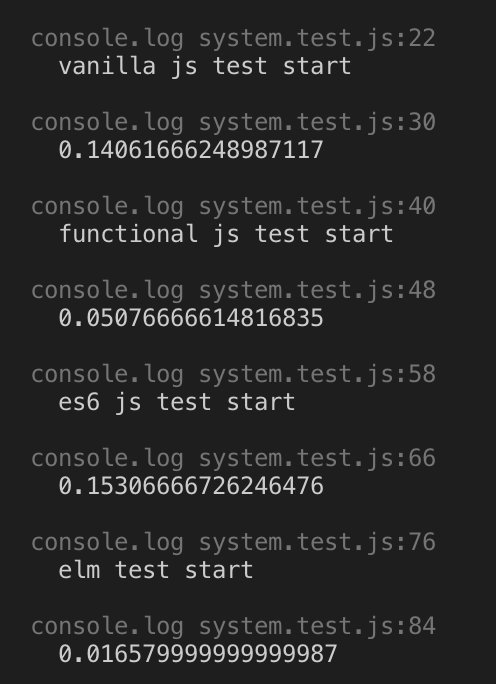 console.log system.test.js:22
vanilla js test start
console.log system.test.js:30
0.14061666248987117
console.log system.test.js:40
functional js test start
console.log system.test.js:48
0.05076666614816835
console.log system.test.js:58
es6 js test start
console.log system.test.js:66
0.15306666726246476
console.log system.test.js:76
elm test start
console.log system.test.js:84
0.016579999999999987